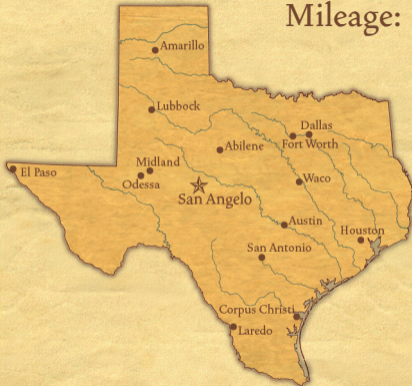 Mileage:
Amarillo
Lubbock
Dallas
Fort Worth
Abilene
Midland
El Paso
Odessa
Waco
San Angelo
Austin
Houston
San Antonio
Corpus Christi
Laredo